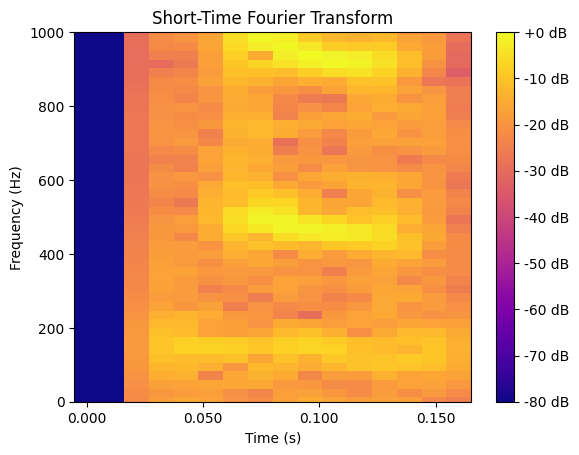 Short-Time Fourier Transform
1000
800
600
400
200
0
Frequency (Hz)
0.000
0.050
0.100
0.150
Time (s)
+0 dB
-10 dB
-20 dB
-30 dB
-40 dB
-50 dB
-60 dB
-70 dB
-80 dB